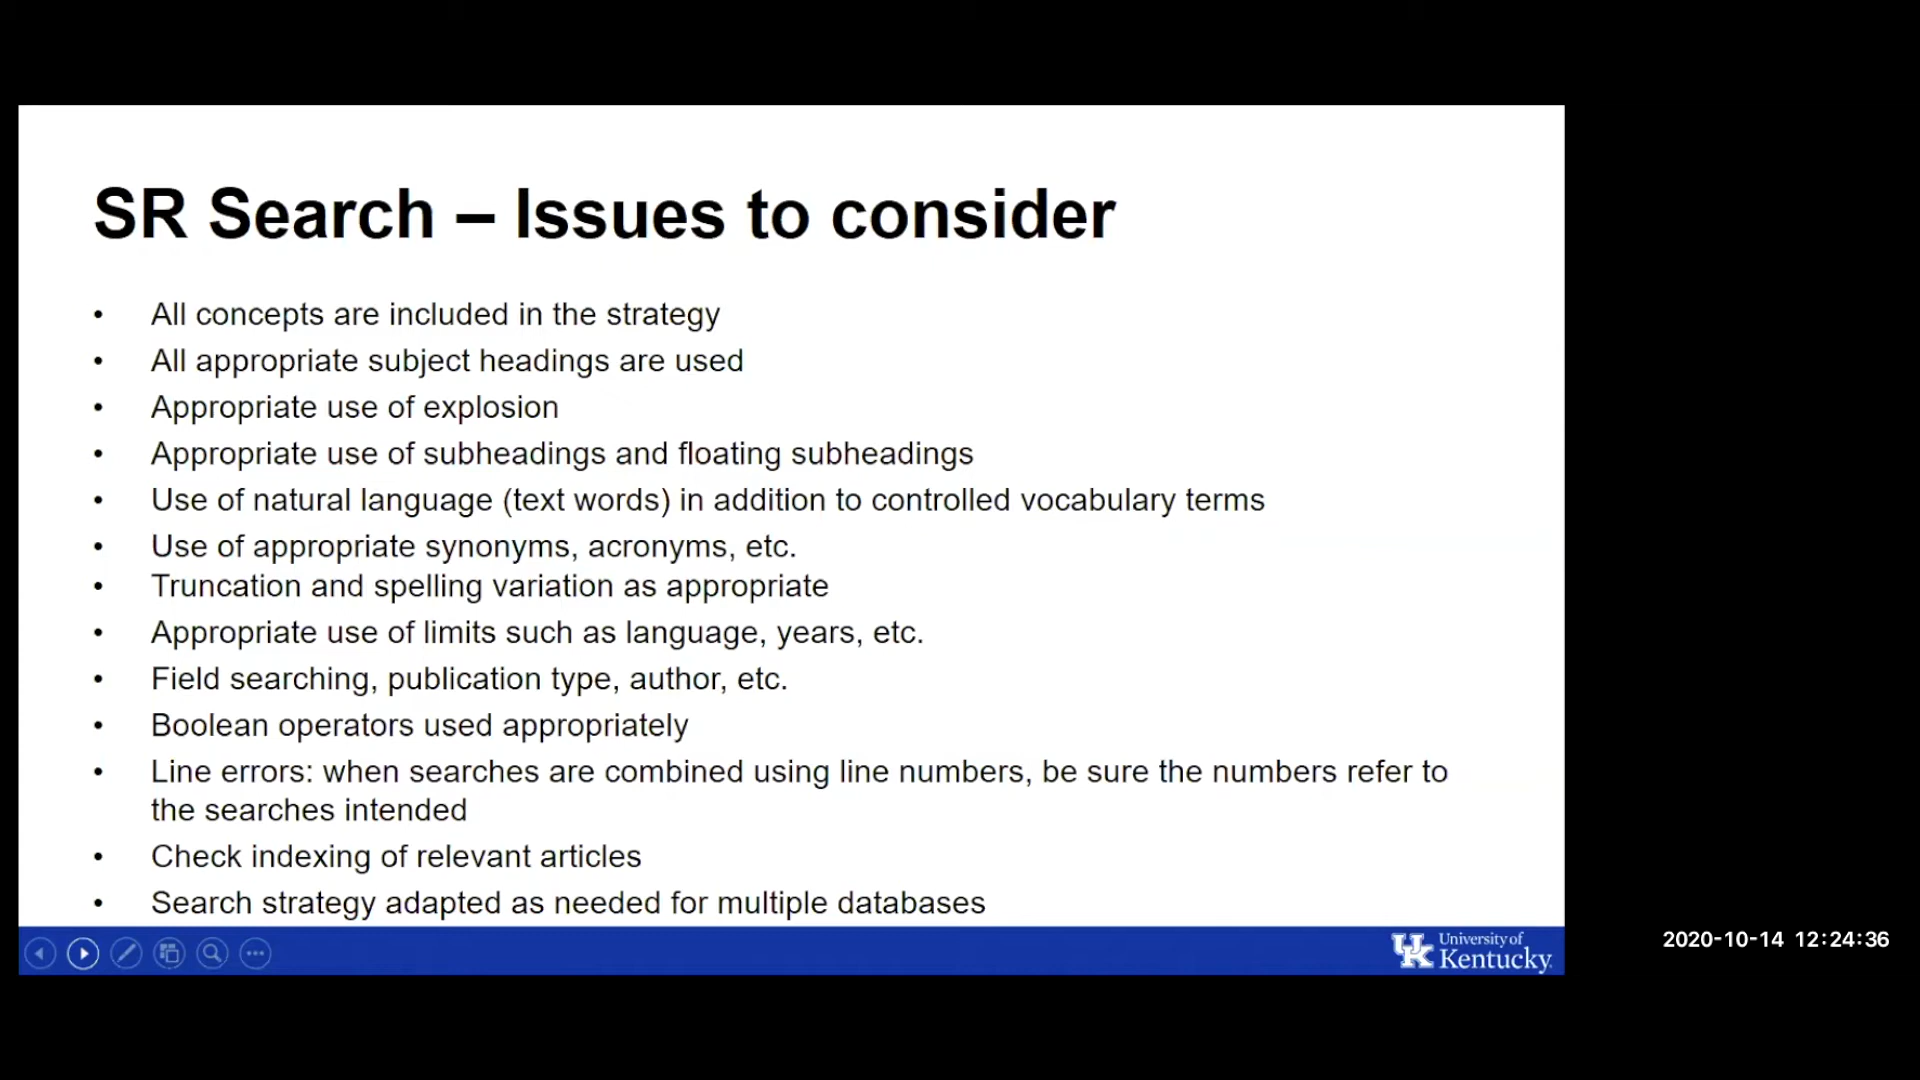 SR Search – Issues to consider
• All concepts are included in the strategy
• All appropriate subject headings are used
• Appropriate use of explosion
• Appropriate use of subheadings and floating subheadings
• Use of natural language (text words) in addition to controlled vocabulary terms
• Use of appropriate synonyms, acronyms, etc.
• Truncation and spelling variation as appropriate
• Appropriate use of limits such as language, years, etc.
• Field searching, publication type, author, etc.
• Boolean operators used appropriately
• Line errors: when searches are combined using line numbers, be sure the numbers refer to
the searches intended
• Check indexing of relevant articles
• Search strategy adapted as needed for multiple databases
UK University of
Kentucky
2020-10-14 12:24:36